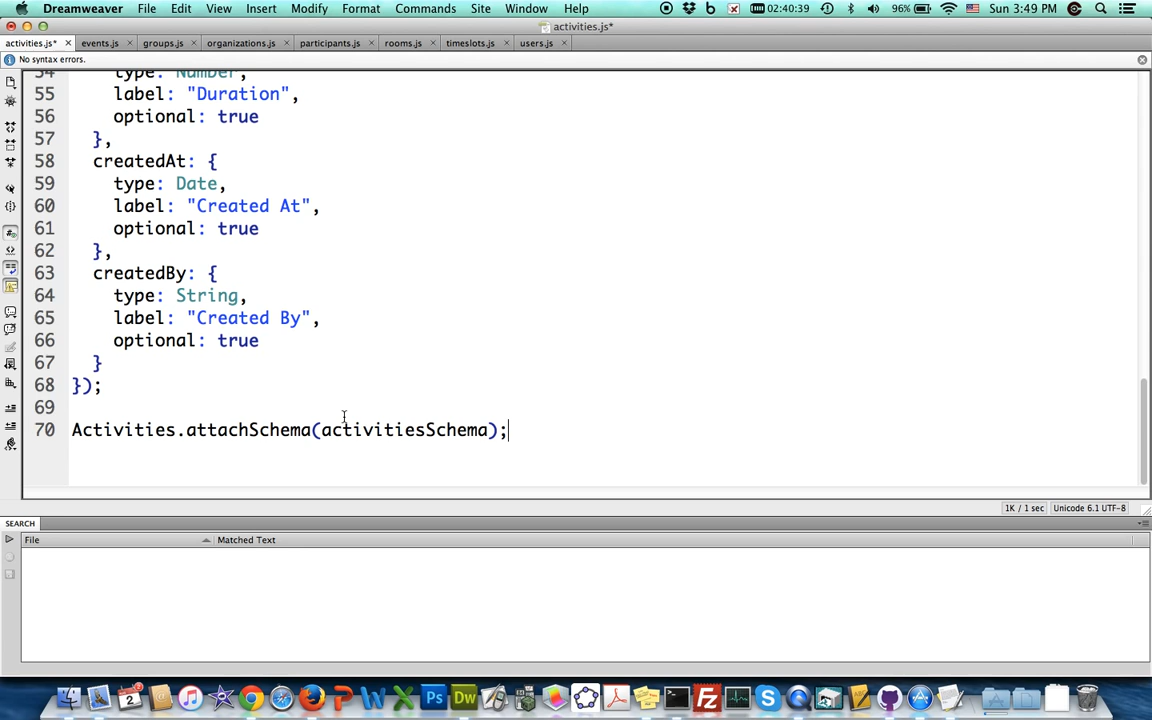 Dreamweaver File Edit View Insert Modify Format Commands Site Window Help 02:40:39 96% Sun 3:49 PM
activities.js*
activities.js* events.js groups.js organizations.js participants.js rooms.js timeslots.js users.js
No syntax errors.
54 type: Number,
55 label: "Duration",
56 optional: true
57 },
58 createdAt: {
59 type: Date,
60 label: "Created At",
61 optional: true
62 },
63 createdBy: {
64 type: String,
65 label: "Created By",
66 optional: true
67 }
68 });
69
70 Activities.attachSchema(activitiesSchema);
1K / 1 sec Unicode 6.1 UTF-8
SEARCH
File Matched Text